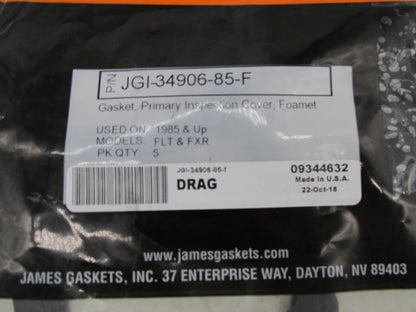 P/N JGI-34906-85-F
Gasket, Primary Inspection Cover, Foamet
USED ON: 1985 & Up
MODELS: FLT & FXR
PK QTY 5
JGI-34906-85-f
DRAG
09344632
Made in U.S.A.
22-Oct-18
www.jamesgaskets.com
JAMES GASKETS, INC. 37 ENTERPRISE WAY, DAYTON, NV 89403